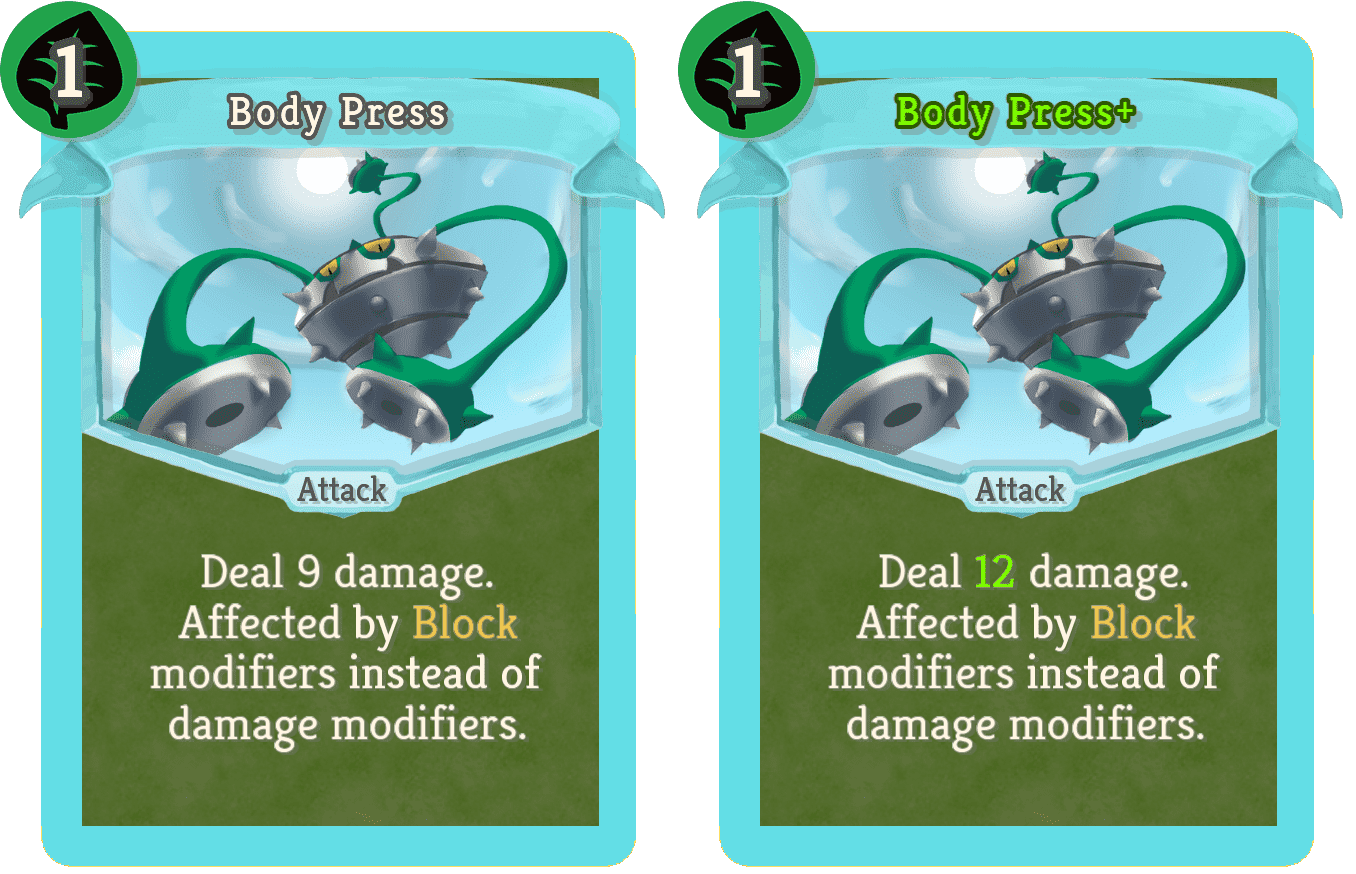 1
Body Press
Attack
Deal 9 damage.
Affected by Block
modifiers instead of
damage modifiers.
1
Body Press+
Attack
Deal 12 damage.
Affected by Block
modifiers instead of
damage modifiers.